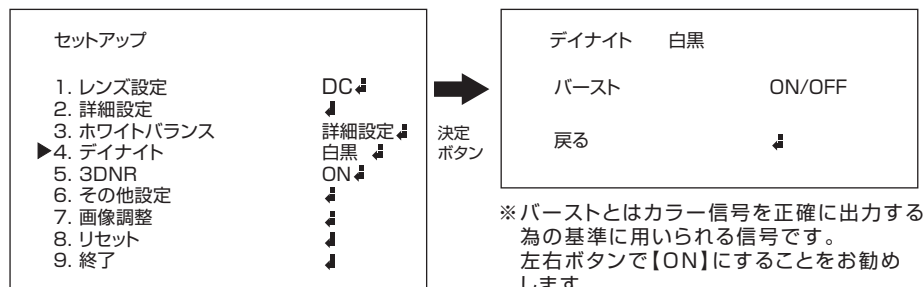 セットアップ
1. レンズ設定 DC↲
2. 詳細設定 ↲
3. ホワイトバランス 詳細設定↲
▶4. デイナイト 白黒 ↲
5. 3DNR ON↲
6. その他設定 ↲
7. 画像調整 ↲
8. リセット ↲
9. 終了 ↲
決定
ボタン
デイナイト 白黒
バースト ON/OFF
戻る ↲
※バーストとはカラー信号を正確に出力する
為の基準に用いられる信号です。
左右ボタンで【ON】にすることをお勧め
します